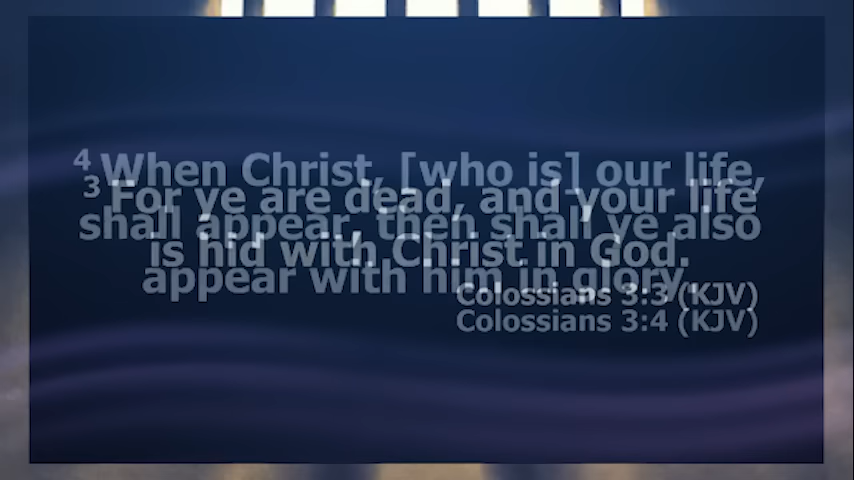 4 When Christ, [who is] our life,
3 For ye are dead, and your life
shall appear, then shall ye also
is hid with Christ in God.
appear with him in glory.
Colossians 3:3 (KJV)
Colossians 3:4 (KJV)